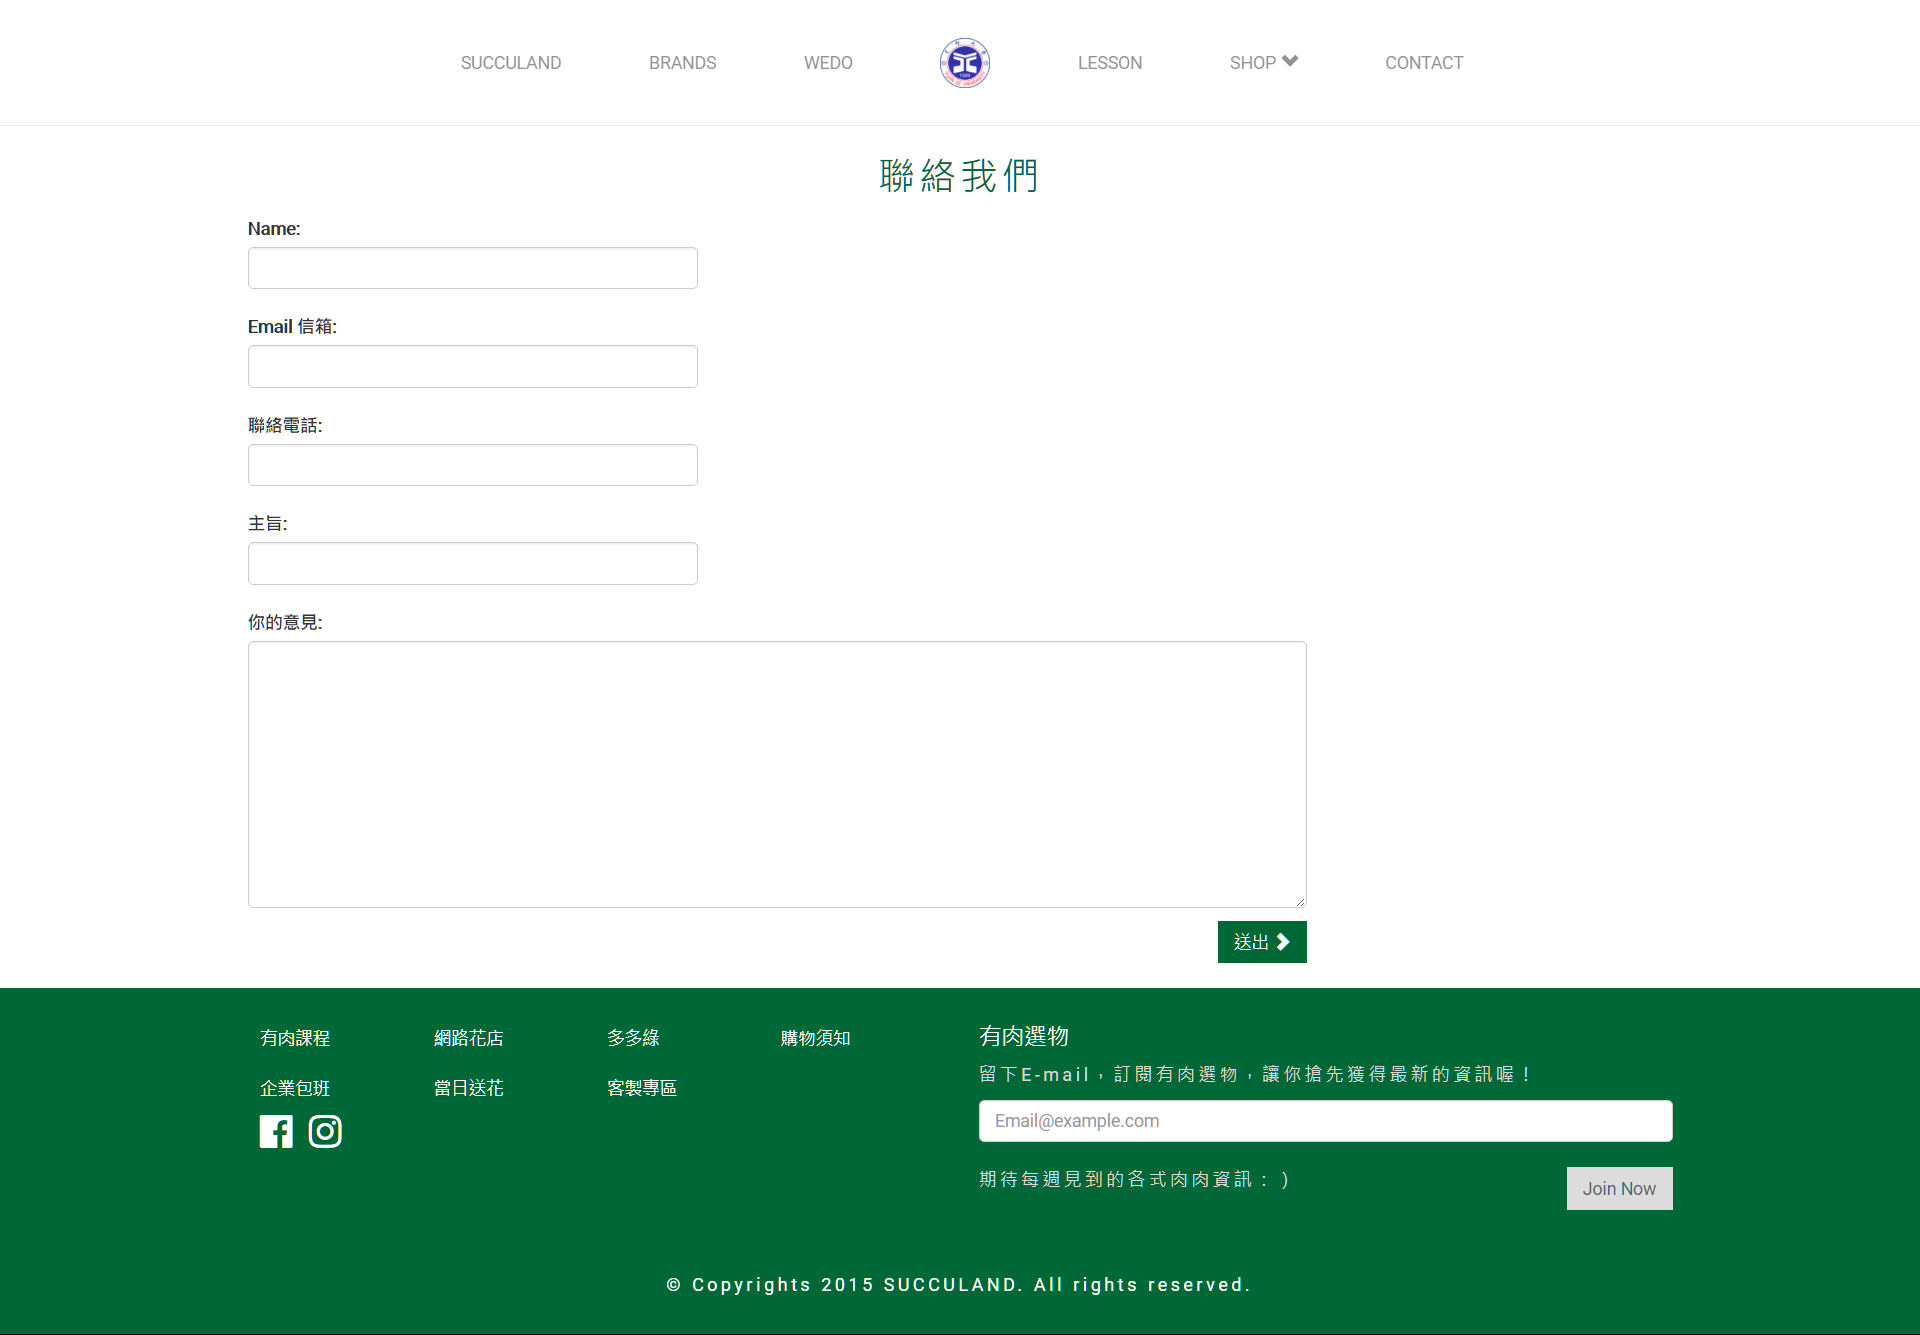 SUCCULAND BRANDS WEDO LESSON SHOP CONTACT
聯絡我們
Name:
Email 信箱:
聯絡電話:
主旨:
你的意見:
送出
有肉課程 網路花店 多多綠 購物須知
企業包班 當日送花 客製專區
有肉選物
留下E-mail，訂閱有肉選物，讓你搶先獲得最新的資訊喔！
Email@example.com
期待每週見到的各式肉肉資訊：)
Join Now
© Copyrights 2015 SUCCULAND. All rights reserved.